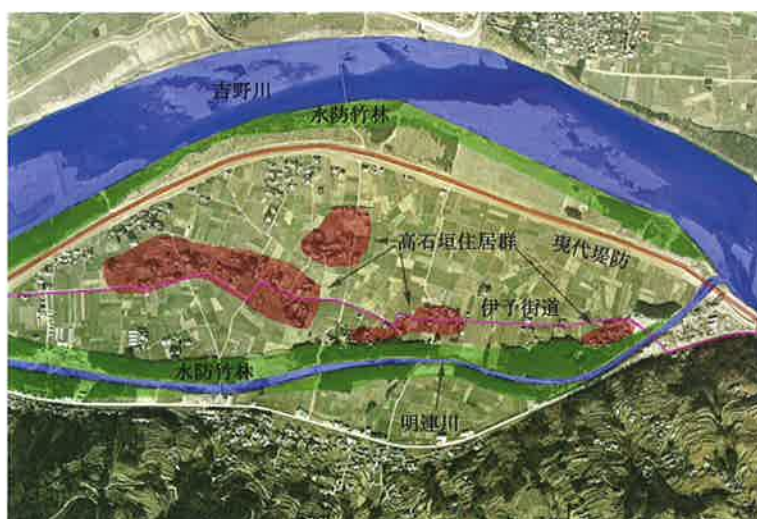 吉野川
水防竹林
高石垣住居群
現代堤防
伊予街道
水防竹林
明連川